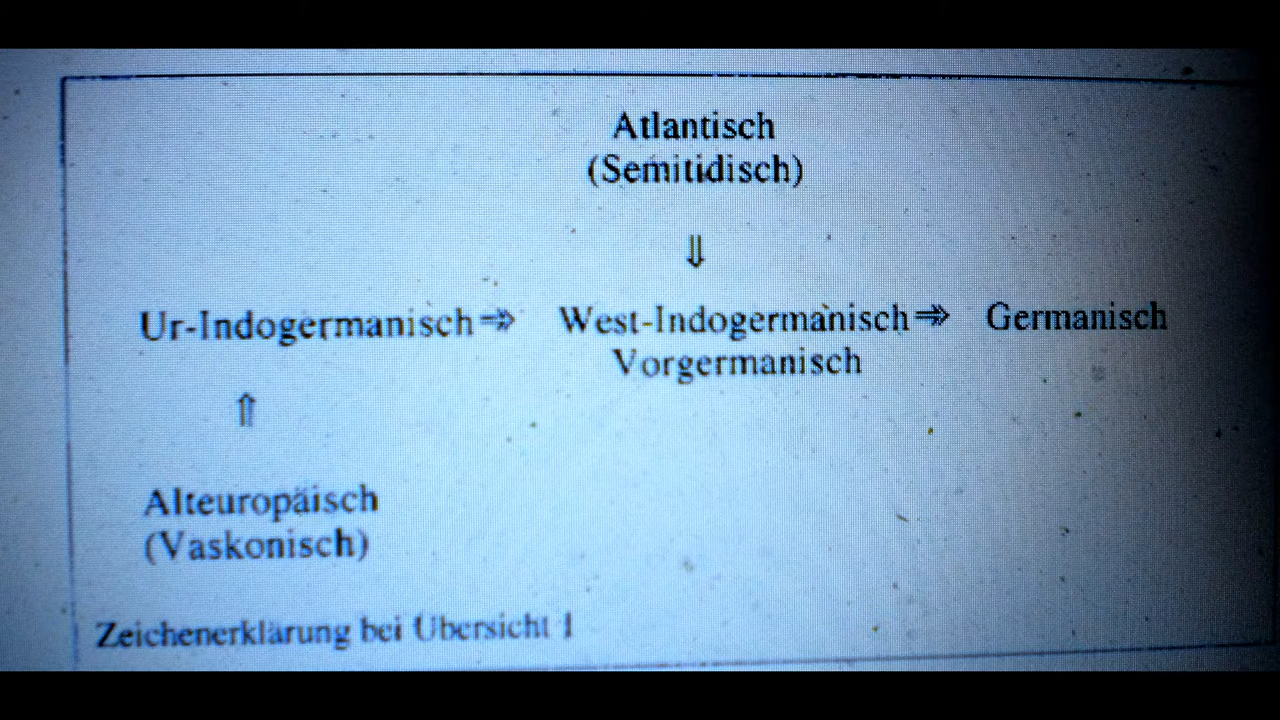 Atlantisch
(Semitidisch)
⇓
Ur-Indogermanisch ⇒ West-Indogermanisch ⇒ Germanisch
Vorgermanisch
⇑
Alteuropäisch
(Vaskonisch)
Zeichenerklärung bei Übersicht 1